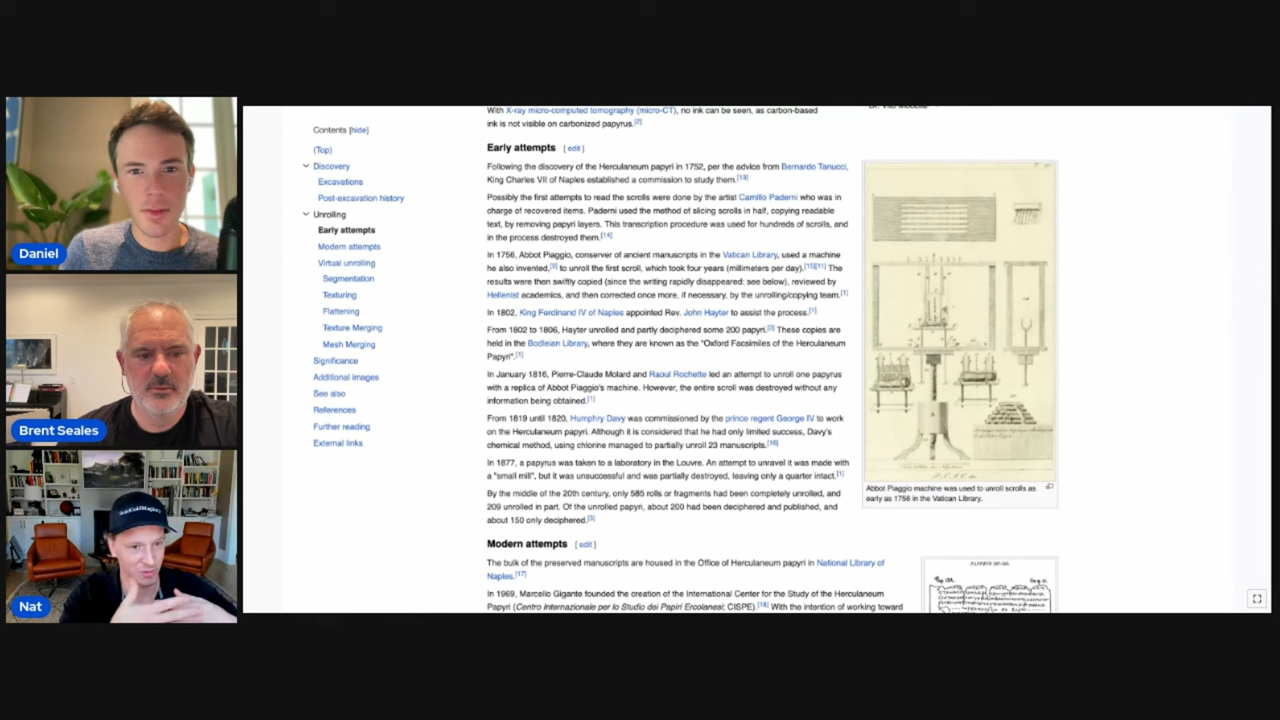 Daniel
Brent Seales
Nat
Contents [hide]
(Top)
Discovery
Excavations
Post-excavation history
Unrolling
Early attempts
Modern attempts
Virtual unrolling
Segmentation
Texturing
Flattening
Texture Merging
Mesh Merging
Significance
Additional images
See also
References
Further reading
External links
With X-ray micro-computed tomography (micro-CT), no ink can be seen, as carbon-based
ink is not visible on carbonized papyrus.[2]
Early attempts [ edit ]
Following the discovery of the Herculaneum papyri in 1752, per the advice from Bernardo Tanucci,
King Charles VII of Naples established a commission to study them.[13]
Possibly the first attempts to read the scrolls were done by the artist Camillo Paderni who was in
charge of recovered items. Paderni used the method of slicing scrolls in half, copying readable
text, by removing papyri layers. This transcription procedure was used for hundreds of scrolls, and
in the process destroyed them.[14]
In 1756, Abbot Piaggio, conserver of ancient manuscripts in the Vatican Library, used a machine
he also invented,[9] to unroll the first scroll, which took four years (millimeters per day).[15][11] The
results were then swiftly copied (since the writing rapidly disappeared: see below), reviewed by
Hellenist academics, and then corrected once more, if necessary, by the unrolling/copying team.[1]
In 1802, King Ferdinand IV of Naples appointed Rev. John Hayter to assist the process.[1]
From 1802 to 1806, Hayter unrolled and partly deciphered some 200 papyri.[3] These copies are
held in the Bodleian Library, where they are known as the "Oxford Facsimiles of the Herculaneum
Papyri".[1]
In January 1816, Pierre-Claude Molard and Raoul Rochette led an attempt to unroll one papyrus
with a replica of Abbot Piaggio's machine. However, the entire scroll was destroyed without any
information being obtained.[1]
From 1819 until 1820, Humphry Davy was commissioned by the prince regent George IV to work
on the Herculaneum papyri. Although it is considered that he had only limited success, Davy's
chemical method, using chlorine managed to partially unroll 23 manuscripts.[16]
In 1877, a papyrus was taken to a laboratory in the Louvre. An attempt to unravel it was made with
a "small mill", but it was unsuccessful and was partially destroyed, leaving only a quarter intact.[1]
By the middle of the 20th century, only 585 rolls or fragments had been completely unrolled, and
209 unrolled in part. Of the unrolled papyri, about 200 had been deciphered and published, and
about 150 only deciphered.[3]
Modern attempts [ edit ]
The bulk of the preserved manuscripts are housed in the Office of Herculaneum papyri in National Library of
Naples.[17]
In 1969, Marcello Gigante founded the creation of the International Center for the Study of the Herculaneum
Papyri (Centro Internazionale per lo Studio dei Papiri Ercolanesi; CISPE).[18] With the intention of working toward
Abbot Piaggio machine was used to unroll scrolls as
early as 1756 in the Vatican Library.